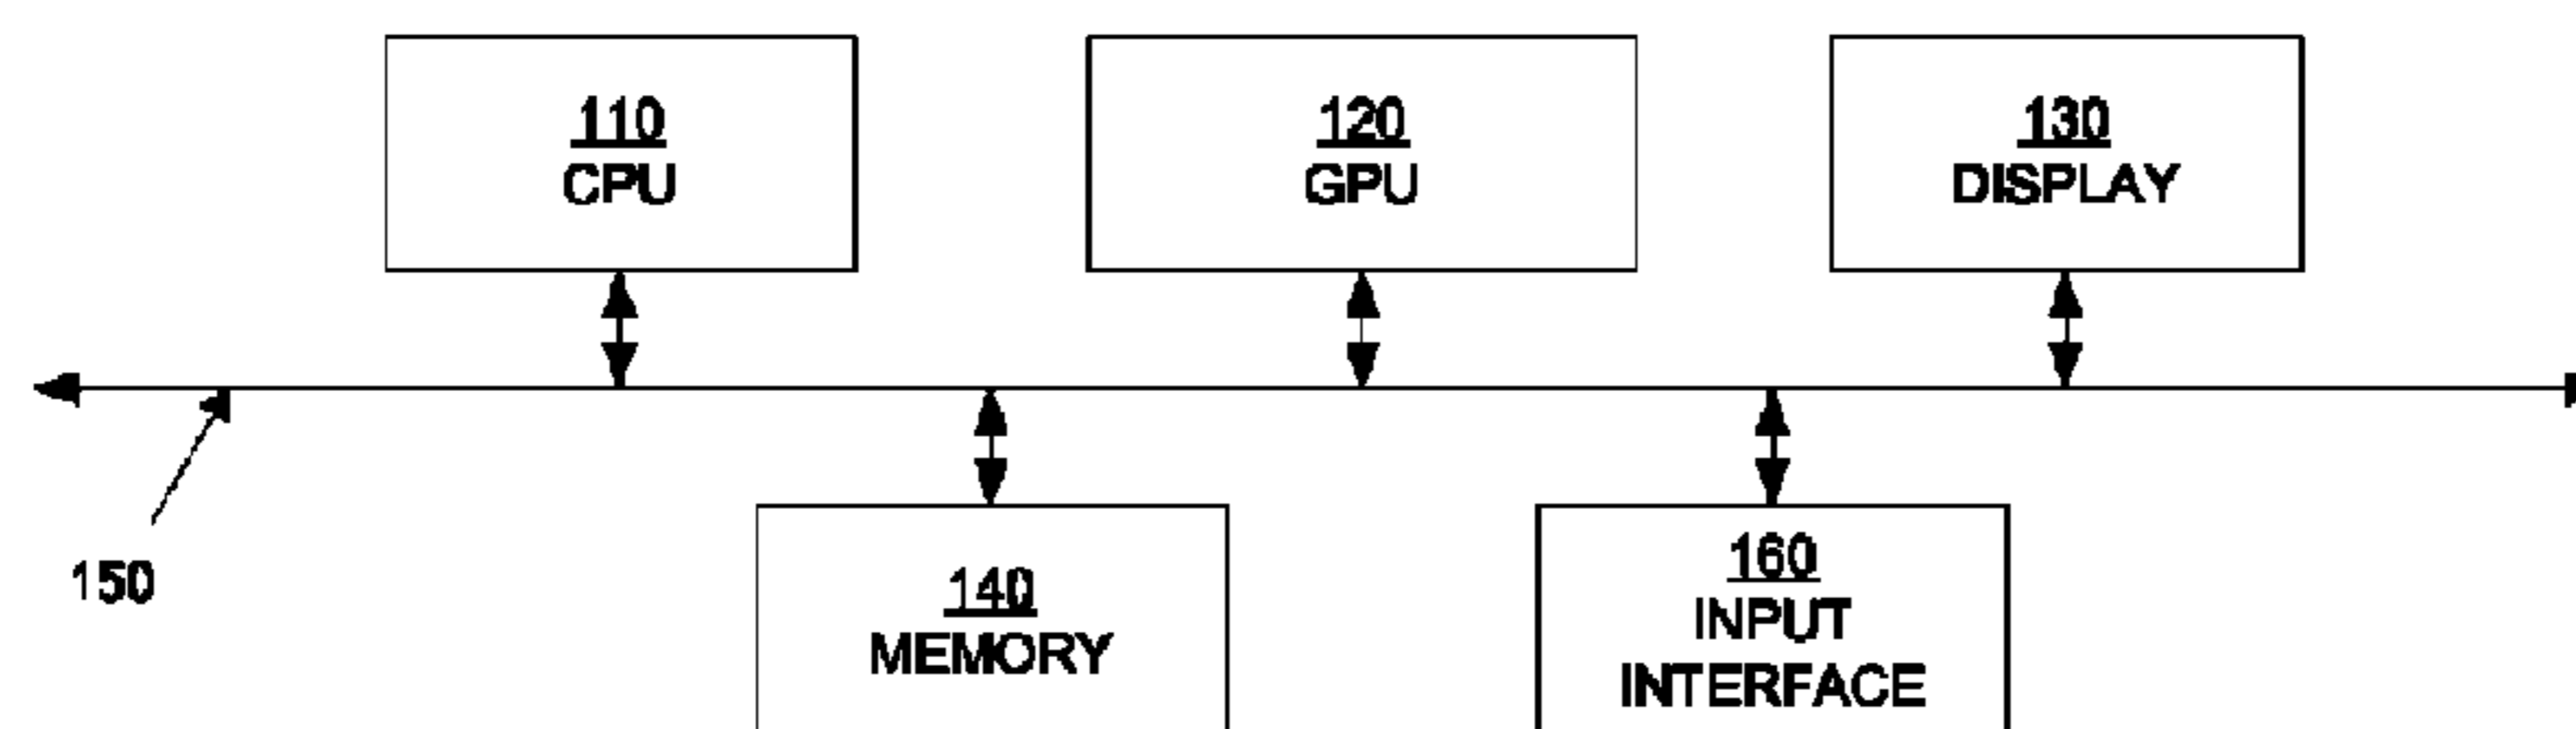 110
CPU
120
GPU
130
DISPLAY
150
140
MEMORY
160
INPUT
INTERFACE